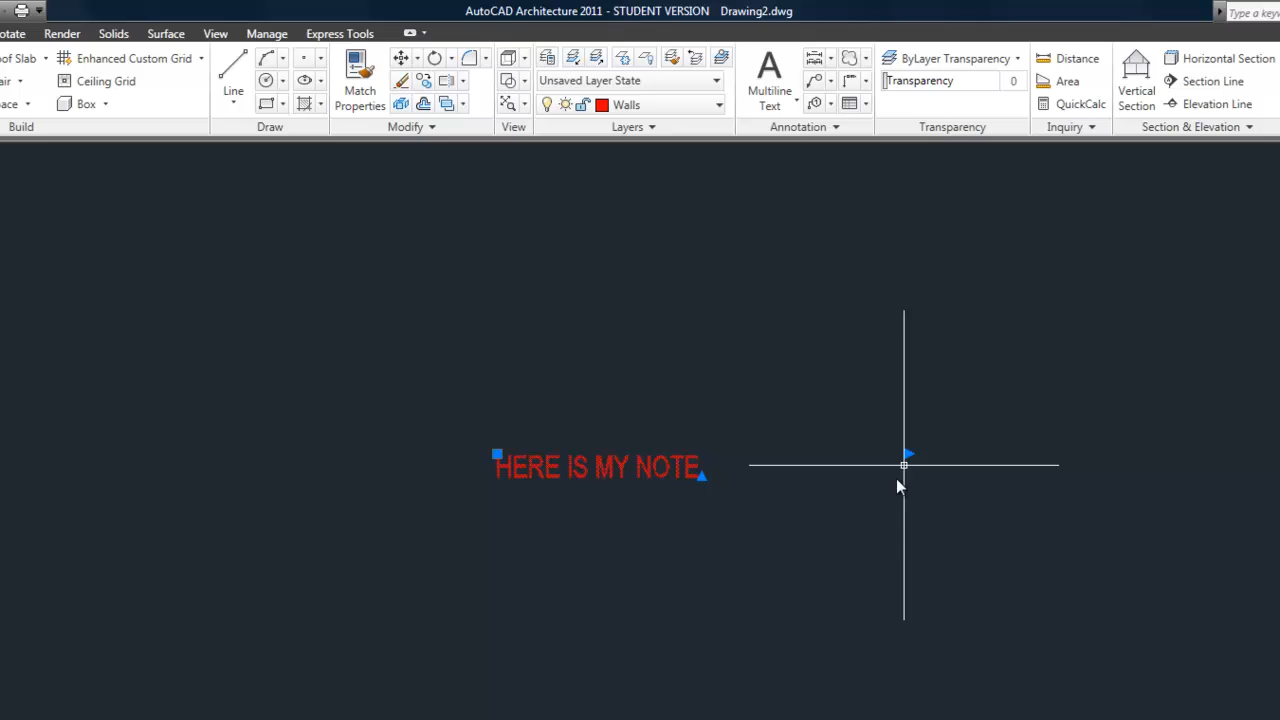 AutoCAD Architecture 2011 - STUDENT VERSION Drawing2.dwg
Type a keyw
otate Render Solids Surface View Manage Express Tools
of Slab Enhanced Custom Grid
air Ceiling Grid
ace Box
Build
Line
Draw
Match
Properties
Modify
View
Unsaved Layer State
Walls
Layers
Multiline
Text
Annotation
ByLayer Transparency
Transparency 0
Transparency
Distance
Area
QuickCalc
Inquiry
Vertical
Section
Horizontal Section
Section Line
Elevation Line
Section & Elevation
HERE IS MY NOTE